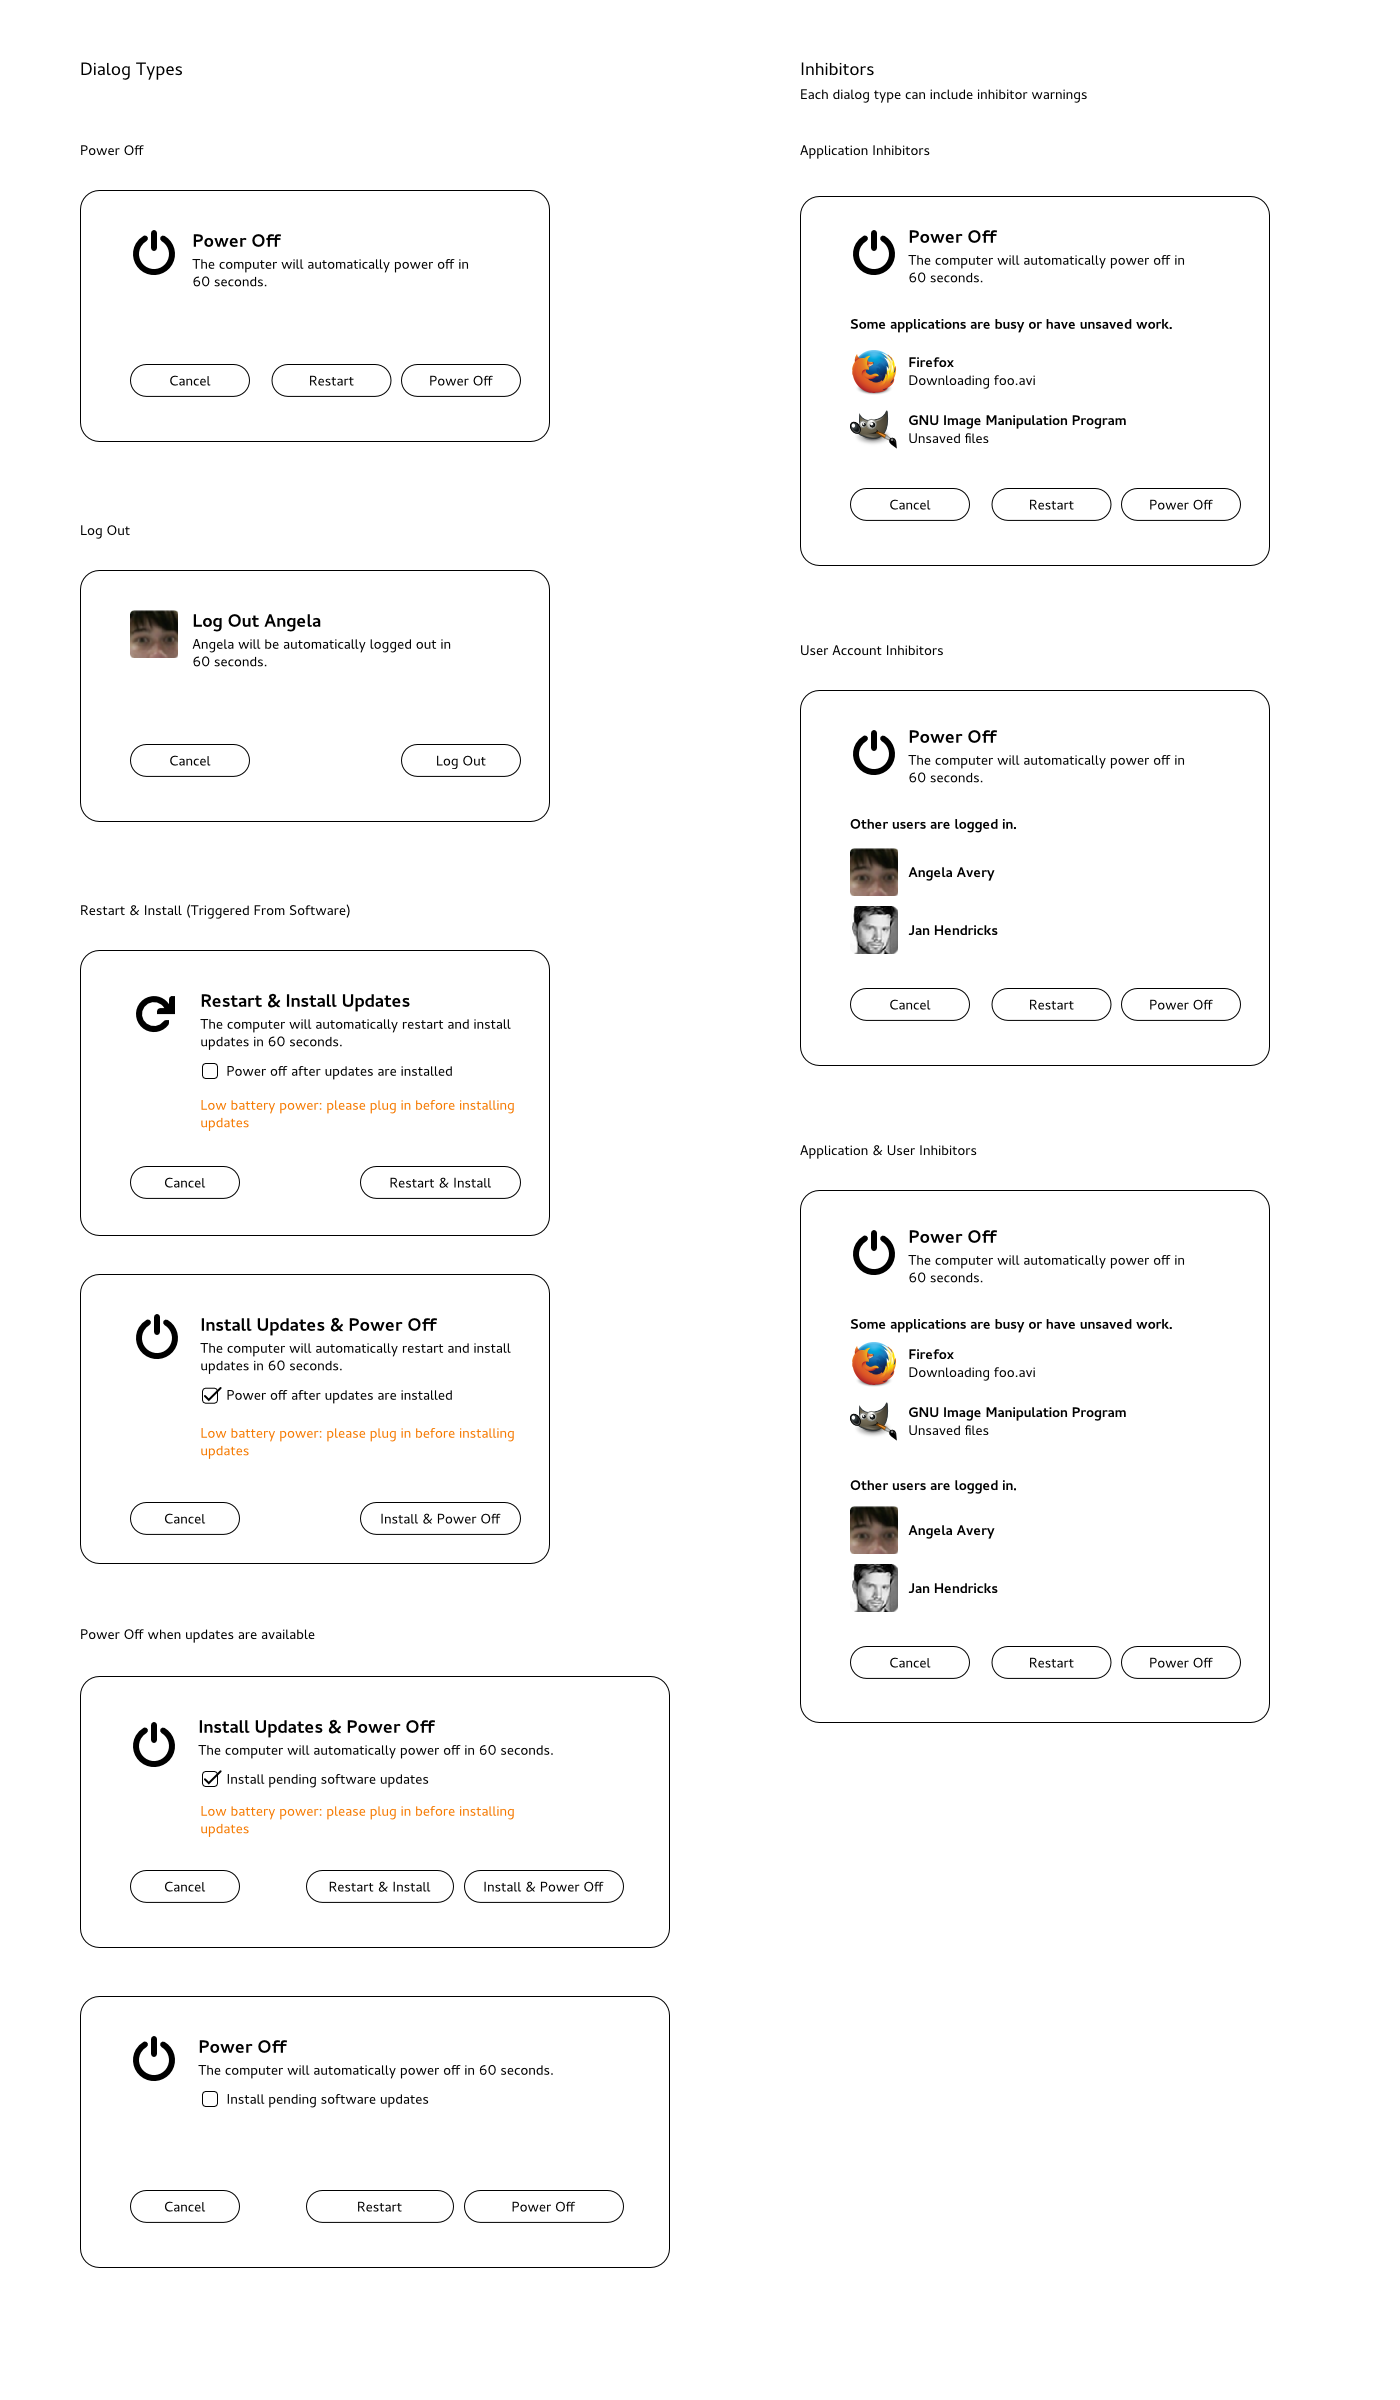 Dialog Types
Power Off
Power Off
The computer will automatically power off in
60 seconds.
Cancel
Restart
Power Off
Log Out
Log Out Angela
Angela will be automatically logged out in
60 seconds.
Cancel
Log Out
Restart & Install (Triggered From Software)
Restart & Install Updates
The computer will automatically restart and install
updates in 60 seconds.
Power off after updates are installed
Low battery power: please plug in before installing
updates
Cancel
Restart & Install
Install Updates & Power Off
The computer will automatically restart and install
updates in 60 seconds.
Power off after updates are installed
Low battery power: please plug in before installing
updates
Cancel
Install & Power Off
Power Off when updates are available
Install Updates & Power Off
The computer will automatically power off in 60 seconds.
Install pending software updates
Low battery power: please plug in before installing
updates
Cancel
Restart & Install
Install & Power Off
Power Off
The computer will automatically power off in 60 seconds.
Install pending software updates
Cancel
Restart
Power Off
Inhibitors
Each dialog type can include inhibitor warnings
Application Inhibitors
Power Off
The computer will automatically power off in
60 seconds.
Some applications are busy or have unsaved work.
Firefox
Downloading foo.avi
GNU Image Manipulation Program
Unsaved files
Cancel
Restart
Power Off
User Account Inhibitors
Power Off
The computer will automatically power off in
60 seconds.
Other users are logged in.
Angela Avery
Jan Hendricks
Cancel
Restart
Power Off
Application & User Inhibitors
Power Off
The computer will automatically power off in
60 seconds.
Some applications are busy or have unsaved work.
Firefox
Downloading foo.avi
GNU Image Manipulation Program
Unsaved files
Other users are logged in.
Angela Avery
Jan Hendricks
Cancel
Restart
Power Off